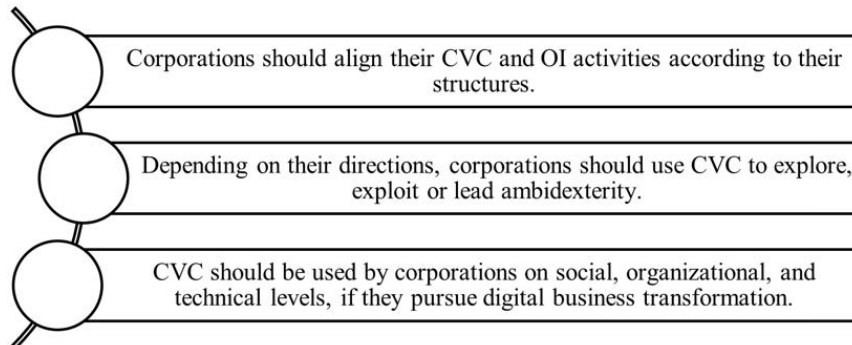 Corporations should align their CVC and OI activities according to their
structures.
Depending on their directions, corporations should use CVC to explore,
exploit or lead ambidexterity.
CVC should be used by corporations on social, organizational, and
technical levels, if they pursue digital business transformation.